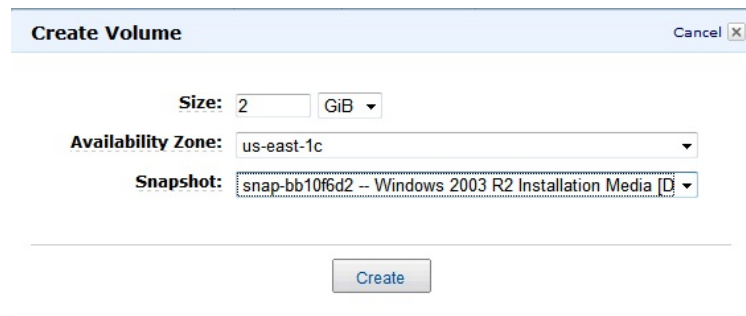 Create Volume Cancel
Size: 2 GiB
Availability Zone: us-east-1c
Snapshot: snap-bb10f6d2 -- Windows 2003 R2 Installation Media [D
Create